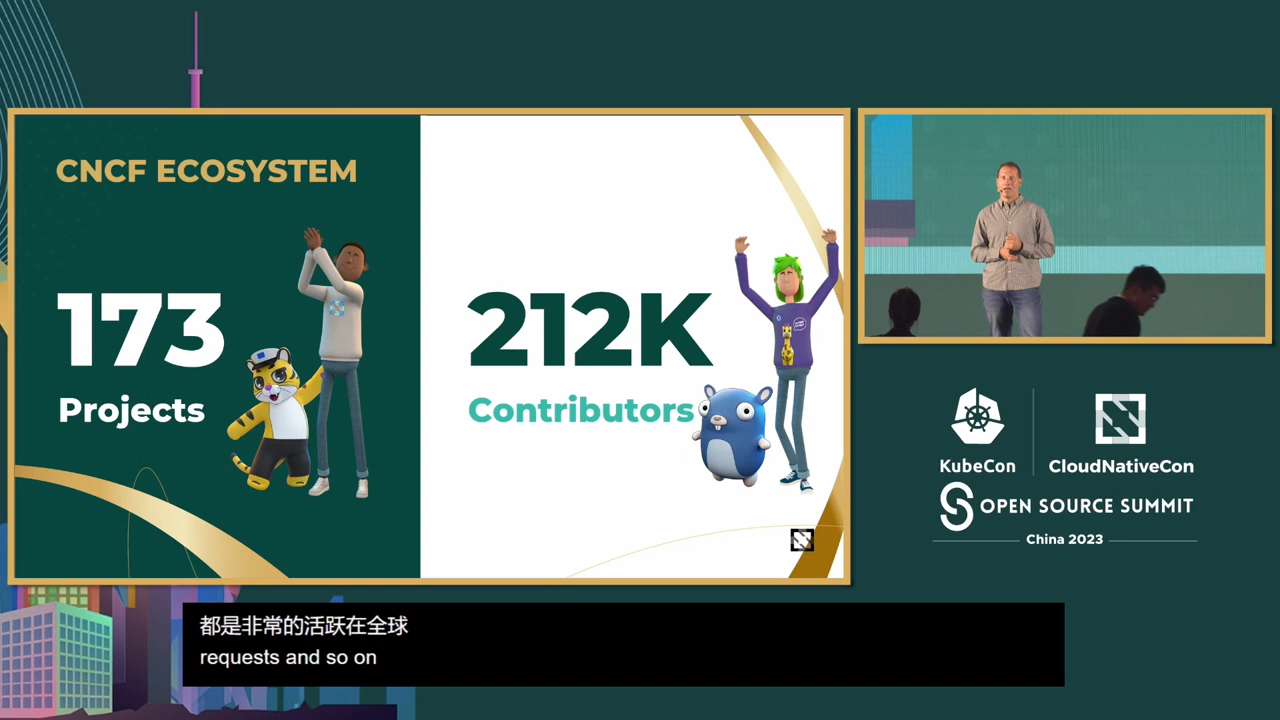 CNCF ECOSYSTEM
173
Projects
212K
Contributors
KubeCon
CloudNativeCon
OPEN SOURCE SUMMIT
China 2023
都是非常的活跃在全球
requests and so on